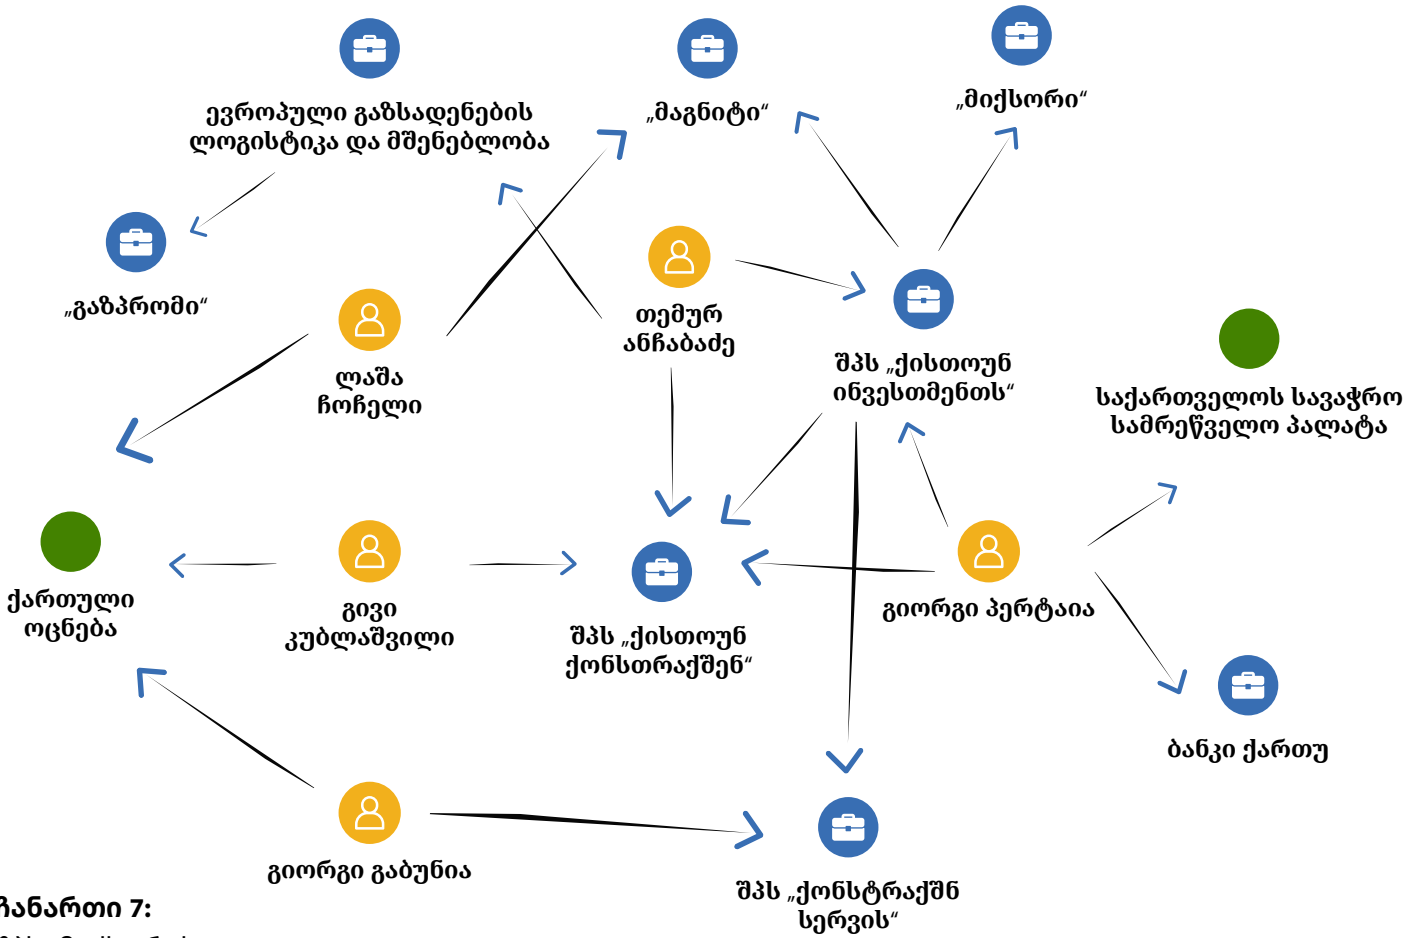 „მიქსორი“
ევროპული გაზსადენების
ლოგისტიკა და მშენებლობა
„მაგნიტი“
„გაზპრომი“
თემურ
ანჩაბაძე
ლაშა
ჩოჩელი
შპს „ქისთოუნ
ინვესთმენთს“
საქართველოს სავაჭრო
სამრეწველო პალატა
ქართული
ოცნება
გივი
კუბლაშვილი
შპს „ქისთოუნ
ქონსთრაქშენ“
გიორგი პერტაია
ბანკი ქართუ
გიორგი გაბუნია
შპს „ქონსტრაქშნ
სერვის“
ჩანართი 7: